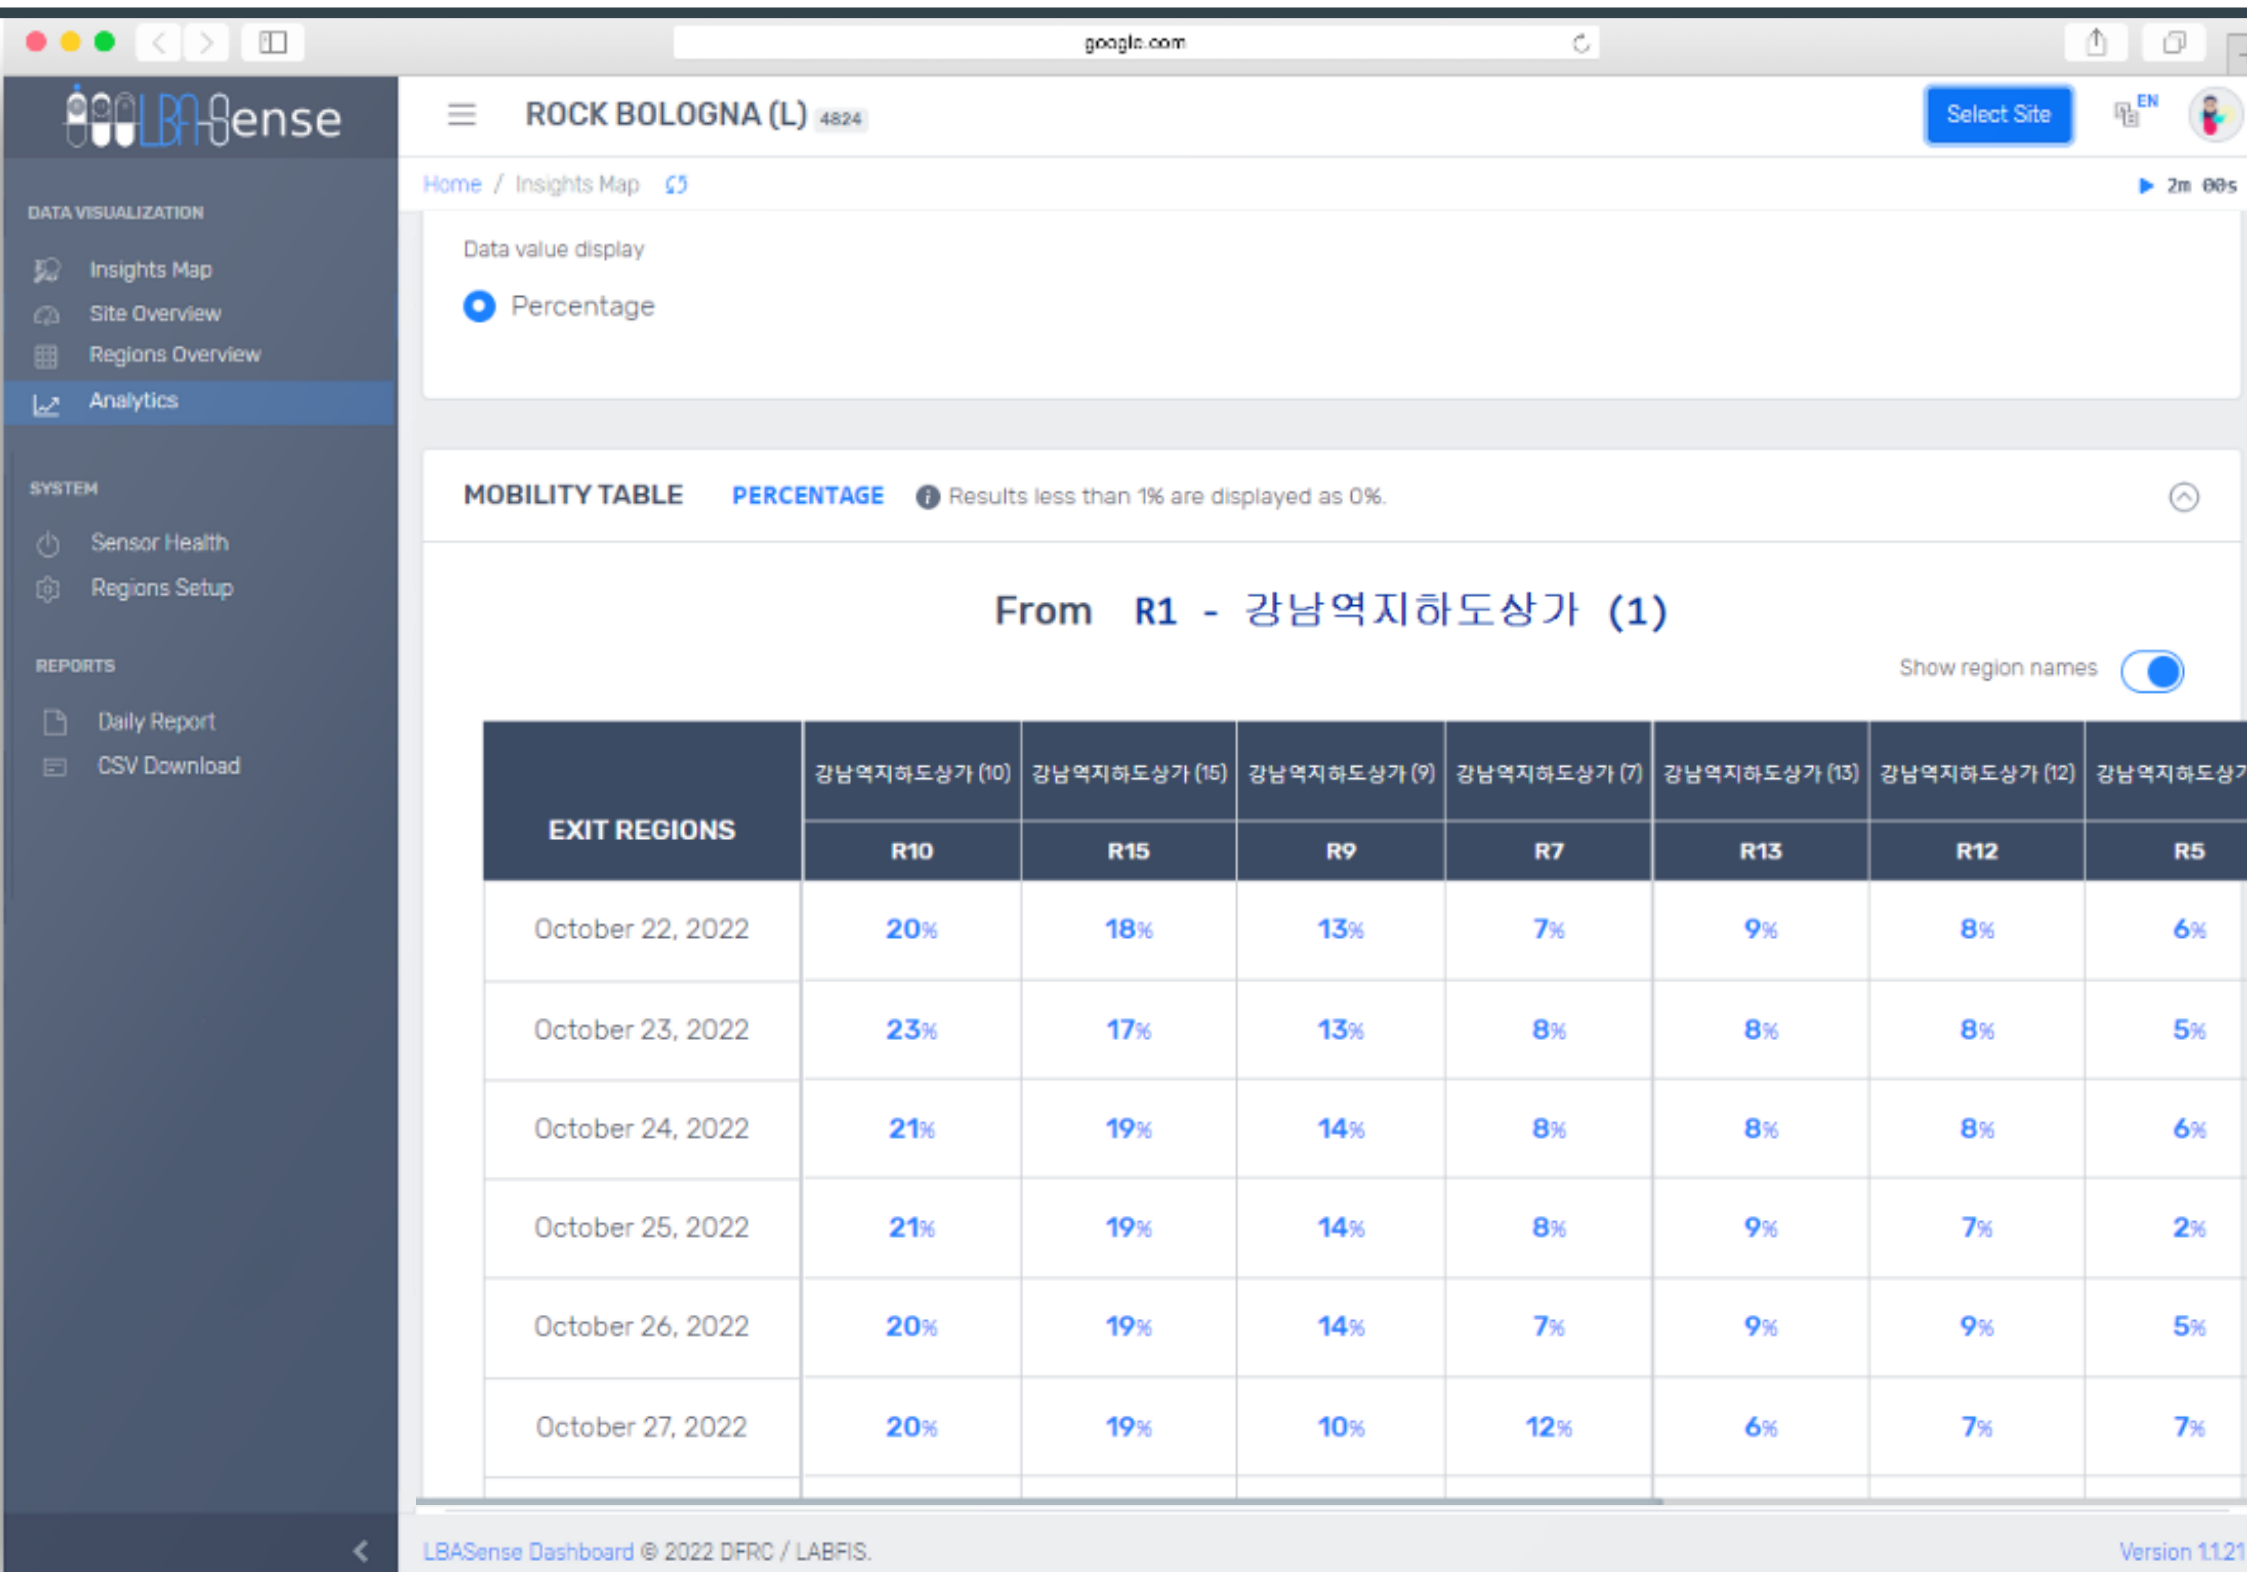 google.com
LBASense
ROCK BOLOGNA (L) 4824
Select Site
EN
Home / Insights Map
2m 00s
DATA VISUALIZATION
Insights Map
Site Overview
Regions Overview
Analytics
SYSTEM
Sensor Health
Regions Setup
REPORTS
Daily Report
CSV Download
Data value display
Percentage
MOBILITY TABLE PERCENTAGE Results less than 1% are displayed as 0%.
From R1 - 강남역지하도상가 (1)
Show region names
EXIT REGIONS
강남역지하도상가 (10) 강남역지하도상가 (15) 강남역지하도상가 (9) 강남역지하도상가 (7) 강남역지하도상가 (13) 강남역지하도상가 (12) 강남역지하도상가
R10 R15 R9 R7 R13 R12 R5
October 22, 2022 20% 18% 13% 7% 9% 8% 6%
October 23, 2022 23% 17% 13% 8% 8% 8% 5%
October 24, 2022 21% 19% 14% 8% 8% 8% 6%
October 25, 2022 21% 19% 14% 8% 9% 7% 2%
October 26, 2022 20% 19% 14% 7% 9% 9% 5%
October 27, 2022 20% 19% 10% 12% 6% 7% 7%
LBASense Dashboard © 2022 DFRC / LABFIS.
Version 1.1.21